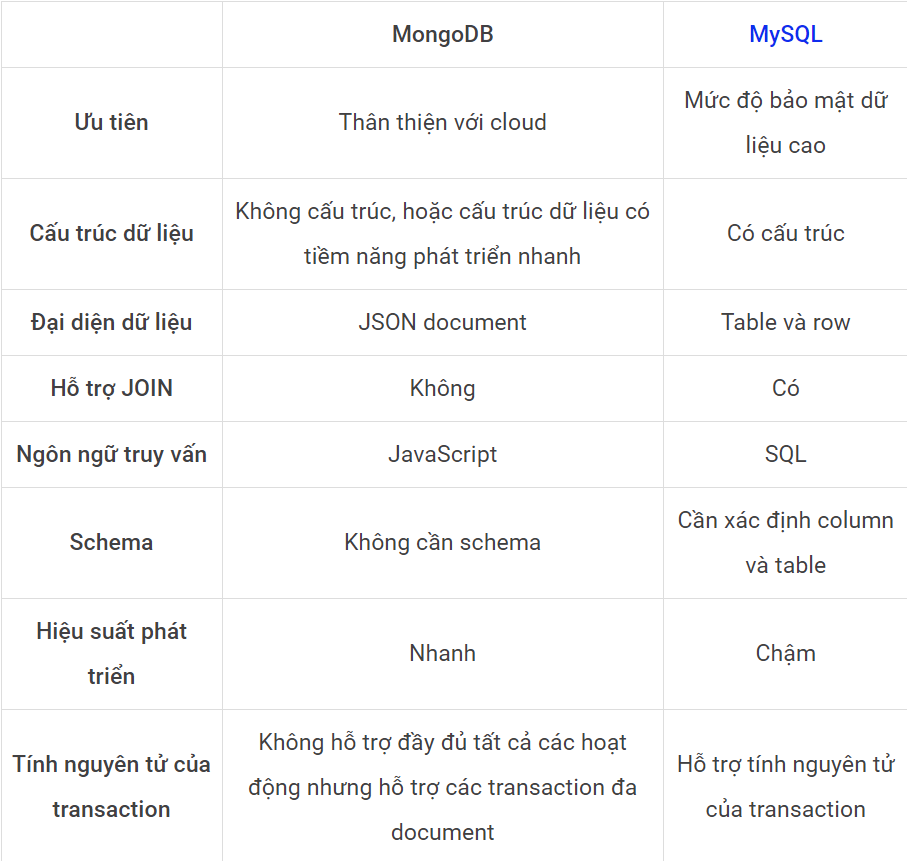 MongoDB MySQL
Ưu tiên Thân thiện với cloud Mức độ bảo mật dữ
liệu cao
Cấu trúc dữ liệu Không cấu trúc, hoặc cấu trúc dữ liệu có
tiềm năng phát triển nhanh Có cấu trúc
Đại diện dữ liệu JSON document Table và row
Hỗ trợ JOIN Không Có
Ngôn ngữ truy vấn JavaScript SQL
Schema Không cần schema Cần xác định column
và table
Hiệu suất phát
triển Nhanh Chậm
Tính nguyên tử của
transaction Không hỗ trợ đầy đủ tất cả các hoạt
động nhưng hỗ trợ các transaction đa
document Hỗ trợ tính nguyên tử
của transaction